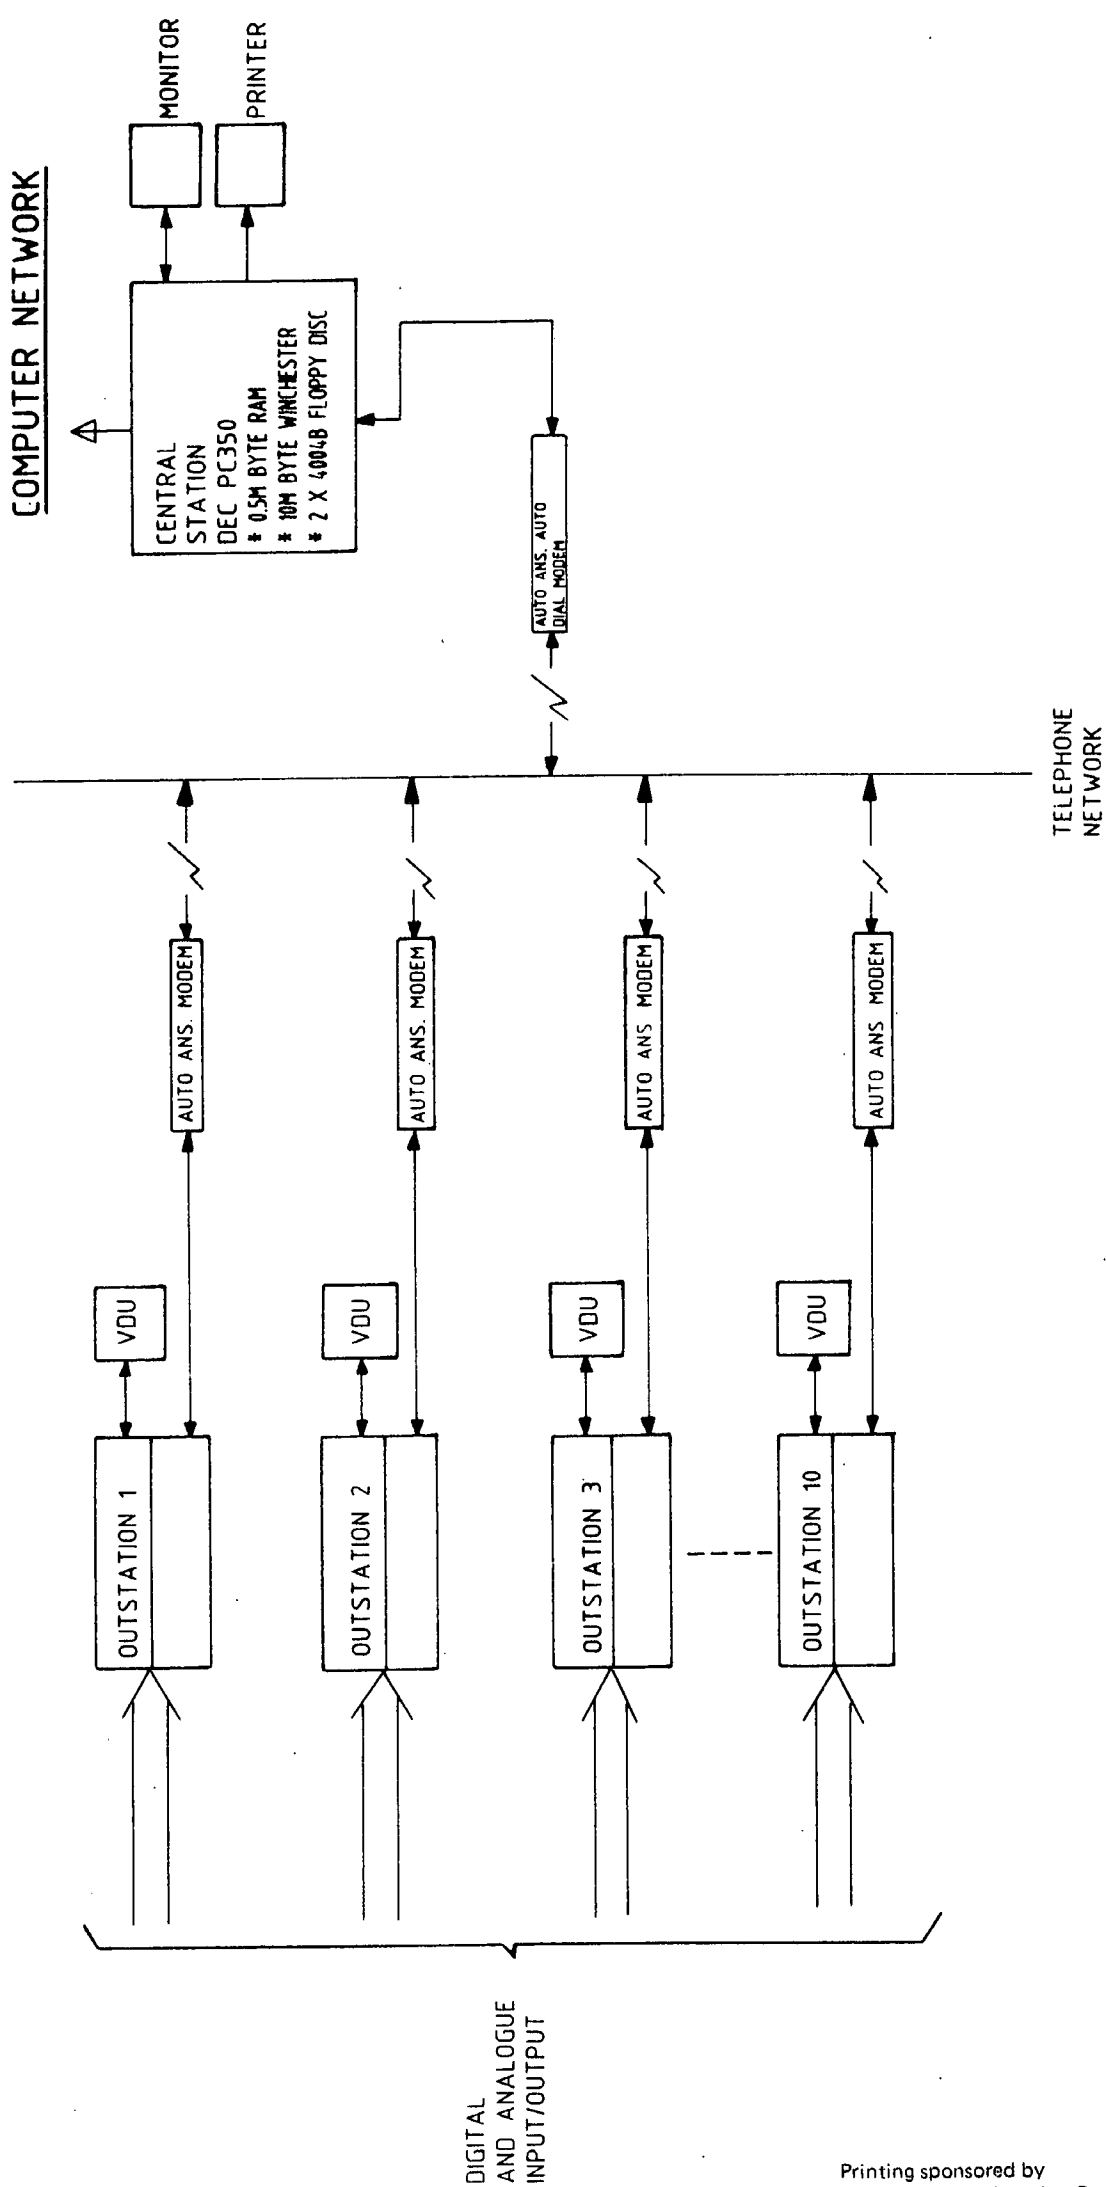 COMPUTER NETWORK
MONITOR
PRINTER
CENTRAL
STATION
DEC PC350
* 0.5M BYTE RAM
* 10M BYTE WINCHESTER
* 2 X 4004B FLOPPY DISC
AUTO ANS. AUTO
DIAL MODEM
TELEPHONE
NETWORK
OUTSTATION 1
VDU
AUTO ANS. MODEM
OUTSTATION 2
VDU
AUTO ANS. MODEM
OUTSTATION 3
VDU
AUTO ANS MODEM
OUTSTATION 10
VDU
AUTO ANS MODEM
DIGITAL
AND ANALOGUE
INPUT/OUTPUT
Printing sponsored by